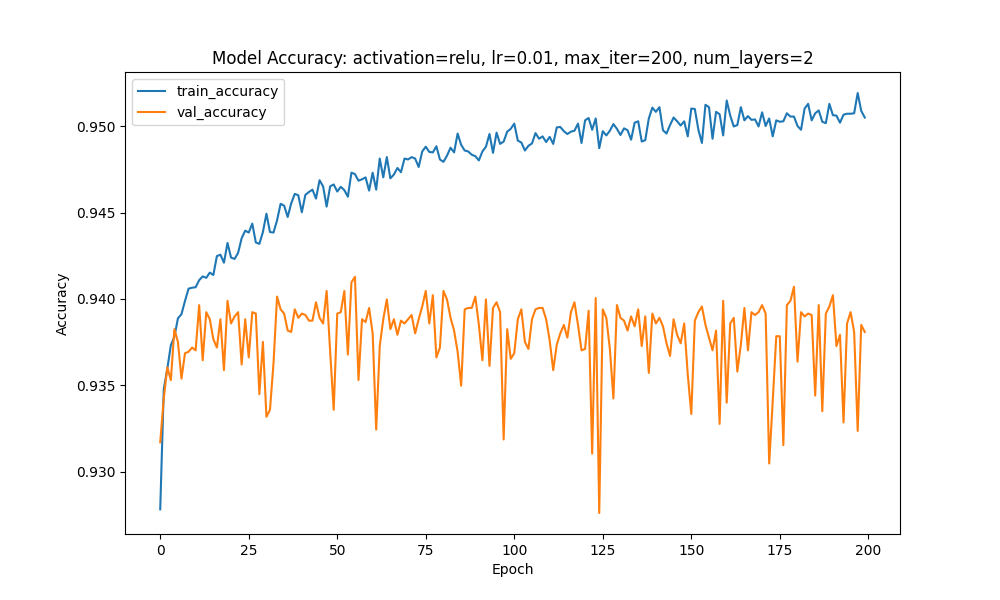 Model Accuracy: activation=relu, lr=0.01, max_iter=200, num_layers=2
train_accuracy
val_accuracy
Accuracy
0.950
0.945
0.940
0.935
0.930
0 25 50 75 100 125 150 175 200
Epoch